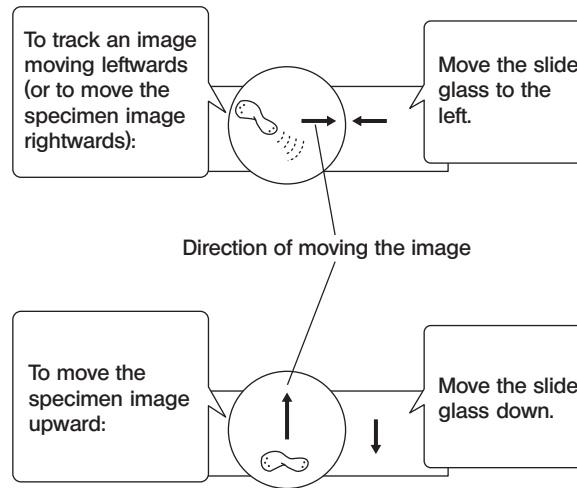 To track an image
moving leftwards
(or to move the
specimen image
rightwards):
Move the slide
glass to the
left.
Direction of moving the image
To move the
specimen image
upward:
Move the slide
glass down.